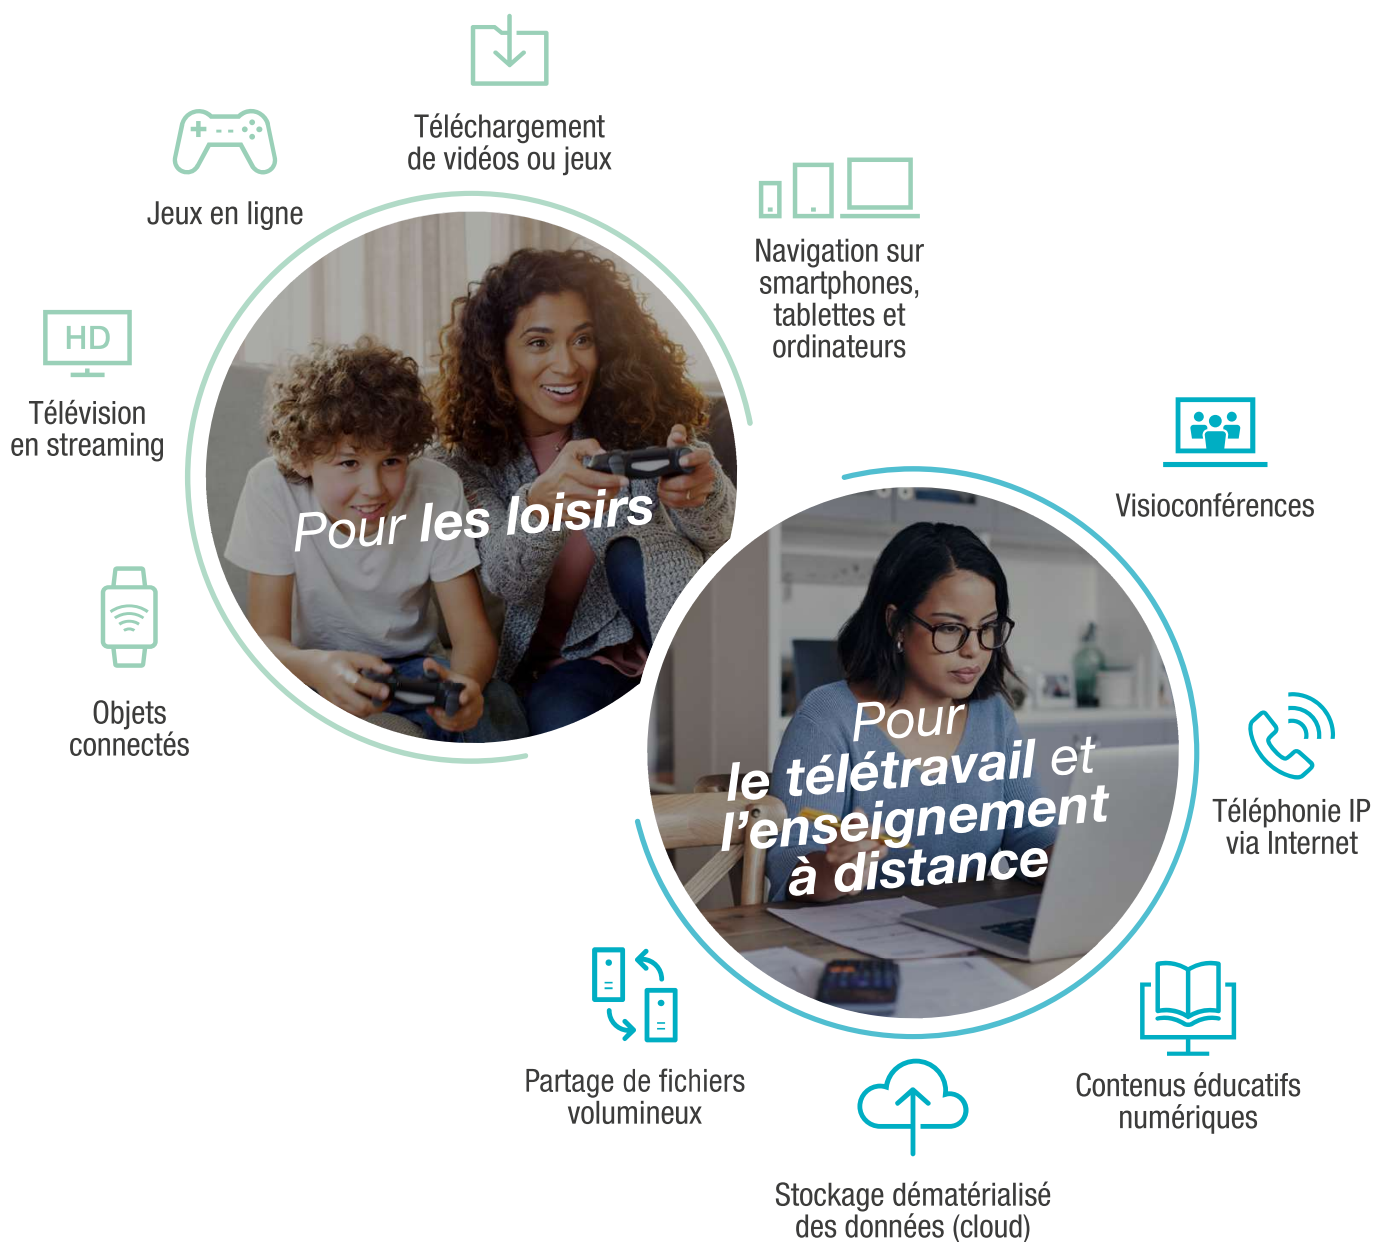 Téléchargement
de vidéos ou jeux
Jeux en ligne
Navigation sur
smartphones,
tablettes et
ordinateurs
HD
Télévision
en streaming
Pour les loisirs
Objets
connectés
Visioconférences
Pour
le télétravail et
l'enseignement
à distance
Téléphonie IP
via Internet
Partage de fichiers
volumineux
Contenus éducatifs
numériques
Stockage dématérialisé
des données (cloud)